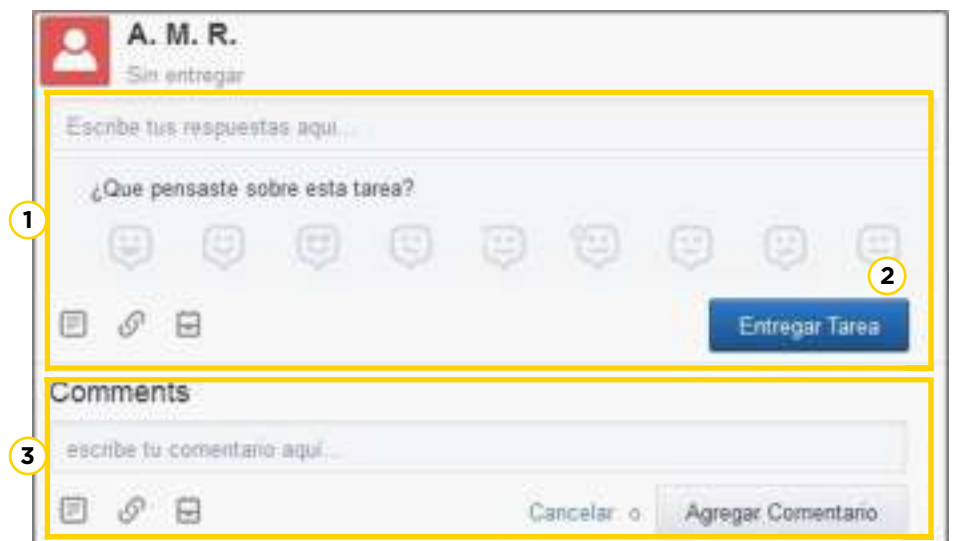 A. M. R.
Sin entregar
Escribe tus respuestas aqui...
¿Que pensaste sobre esta tarea?
1
2
Entregar Tarea
Comments
escribe tu comentario aquí...
3
Cancelar o Agregar Comentario